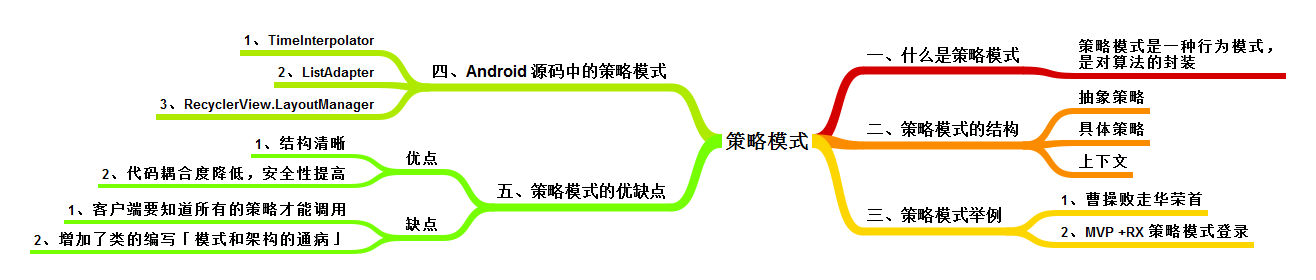 策略模式
一、什么是策略模式
策略模式是一种行为模式，
是对算法的封装
二、策略模式的结构
抽象策略
具体策略
上下文
三、策略模式举例
1、曹操败走华荣首
2、MVP +RX 策略模式登录
四、Android 源码中的策略模式
1、TimeInterpolator
2、ListAdapter
3、RecyclerView.LayoutManager
五、策略模式的优缺点
优点
1、结构清晰
2、代码耦合度降低，安全性提高
缺点
1、客户端要知道所有的策略才能调用
2、增加了类的编写「模式和架构的通病」